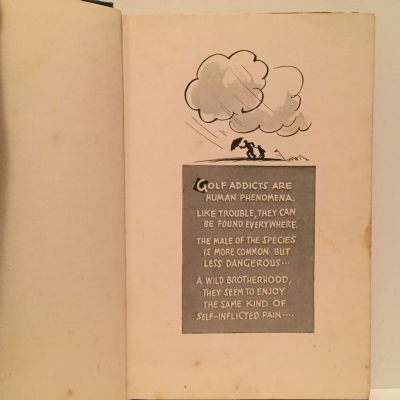 GOLF ADDICTS ARE
HUMAN PHENOMENA.
LIKE TROUBLE, THEY CAN
BE FOUND EVERYWHERE.
THE MALE OF THE SPECIES
IS MORE COMMON BUT
LESS DANGEROUS...
A WILD BROTHERHOOD,
THEY SEEM TO ENJOY
THE SAME KIND OF
SELF-INFLICTED PAIN....